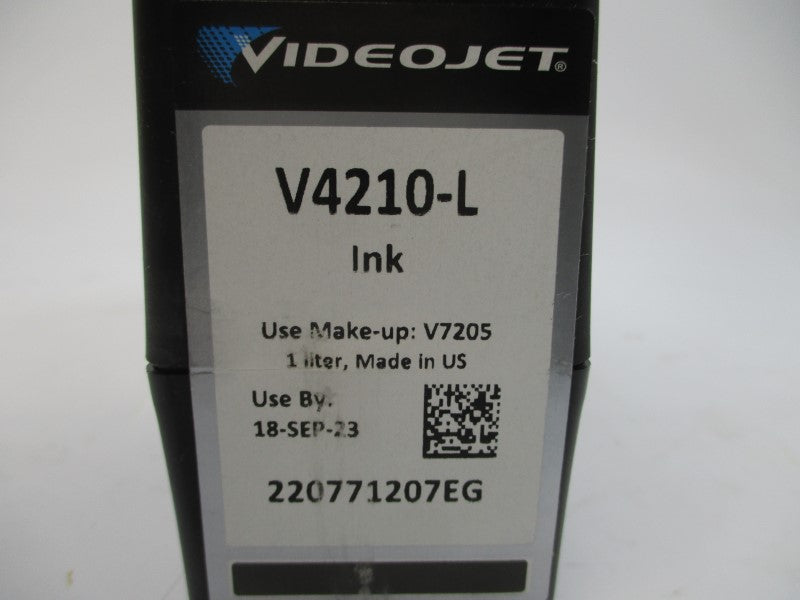 VIDEOJET®
V4210-L
Ink
Use Make-up: V7205
1 liter, Made in US
Use By:
18-SEP-23
220771207EG